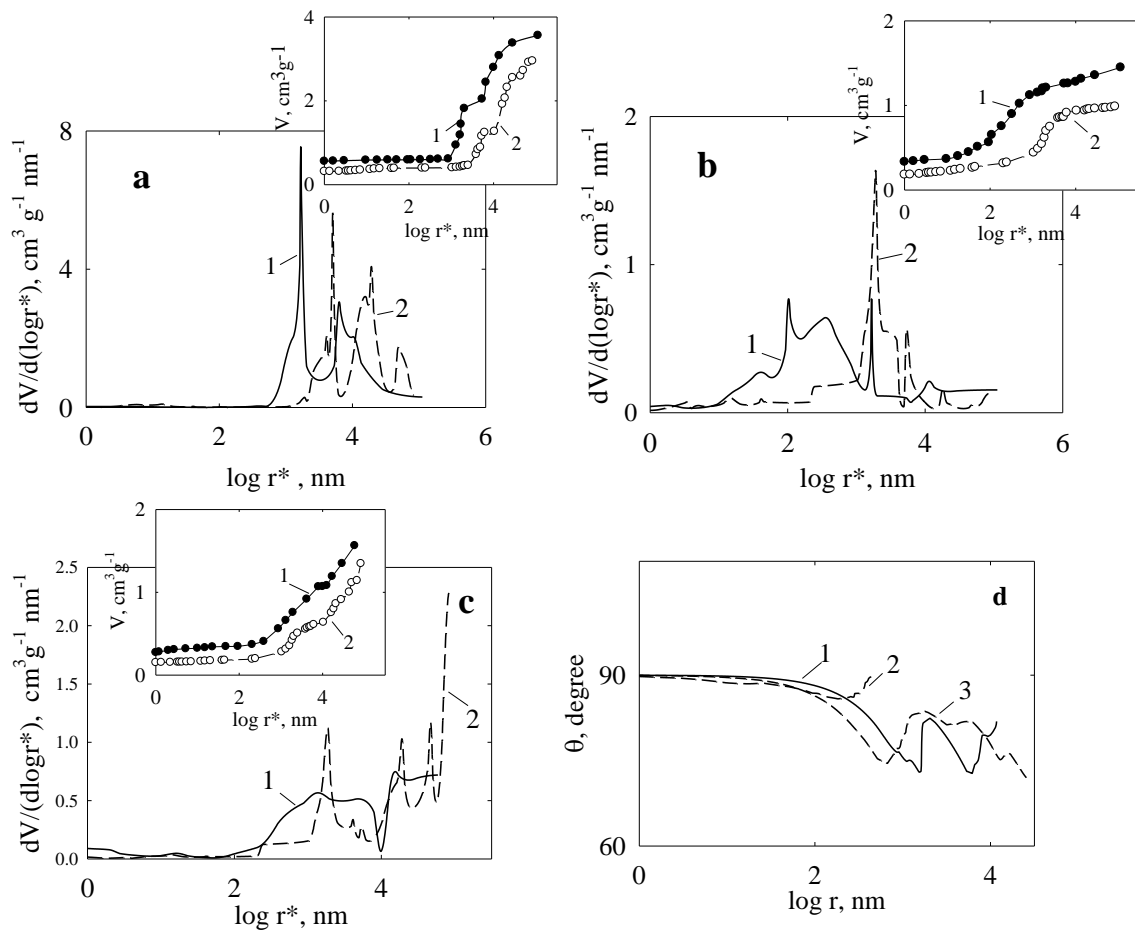 4
V, cm³g⁻¹
2
0
1
2
0 2 4
log r*, nm
8
a
dV/d(logr*), cm³ g⁻¹ nm⁻¹
4
0
1
2
0 2 4 6
log r* , nm
2
V, cm³g⁻¹
1
0
1
2
0 2 4
log r*, nm
2
b
dV/d(logr*), cm³ g⁻¹ nm⁻¹
1
0
1
2
0 2 4 6
log r*, nm
2
V, cm³g⁻¹
1
0
1
2
0 2 4
log r*, nm
2.5
c
dV/(dlogr*), cm³ g⁻¹ nm⁻¹
2.0
1.5
1.0
0.5
0.0
1
2
0 2 4
log r*, nm
d
90
θ, degree
60
1
2
3
0 2 4
log r, nm